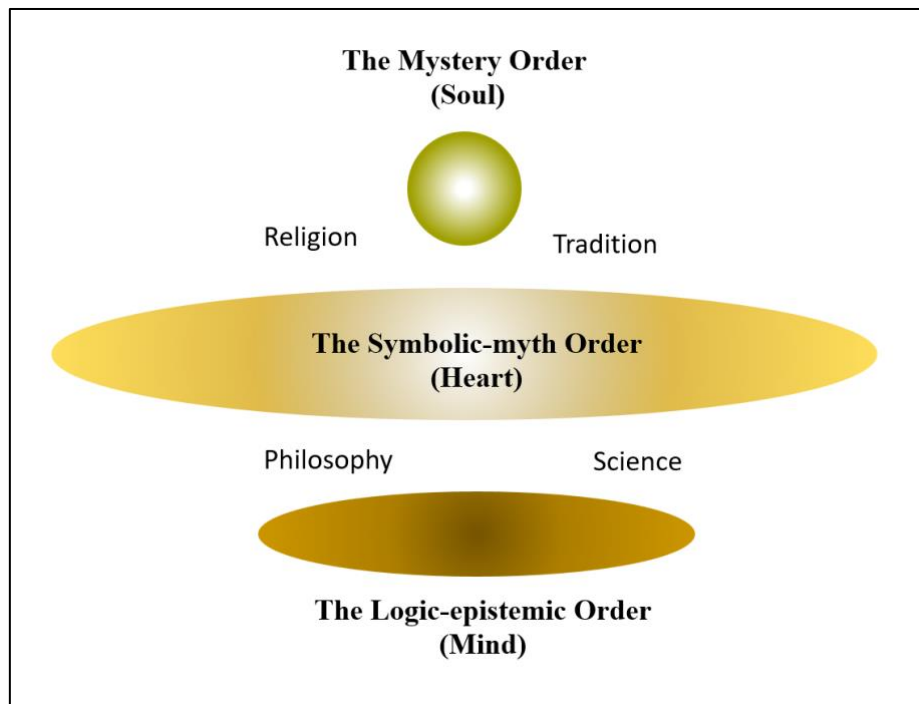 The Mystery Order
(Soul)
Religion
Tradition
The Symbolic-myth Order
(Heart)
Philosophy
Science
The Logic-epistemic Order
(Mind)